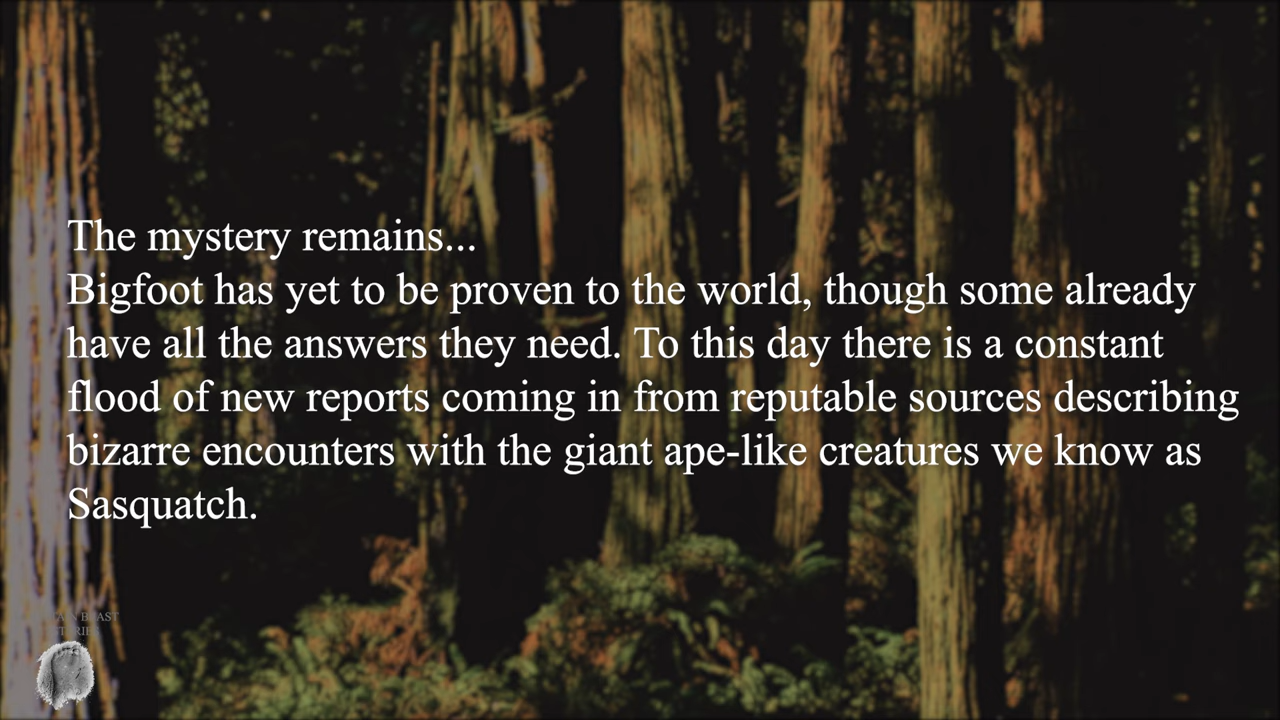 The mystery remains...
Bigfoot has yet to be proven to the world, though some already
have all the answers they need. To this day there is a constant
flood of new reports coming in from reputable sources describing
bizarre encounters with the giant ape-like creatures we know as
Sasquatch.
BEAST